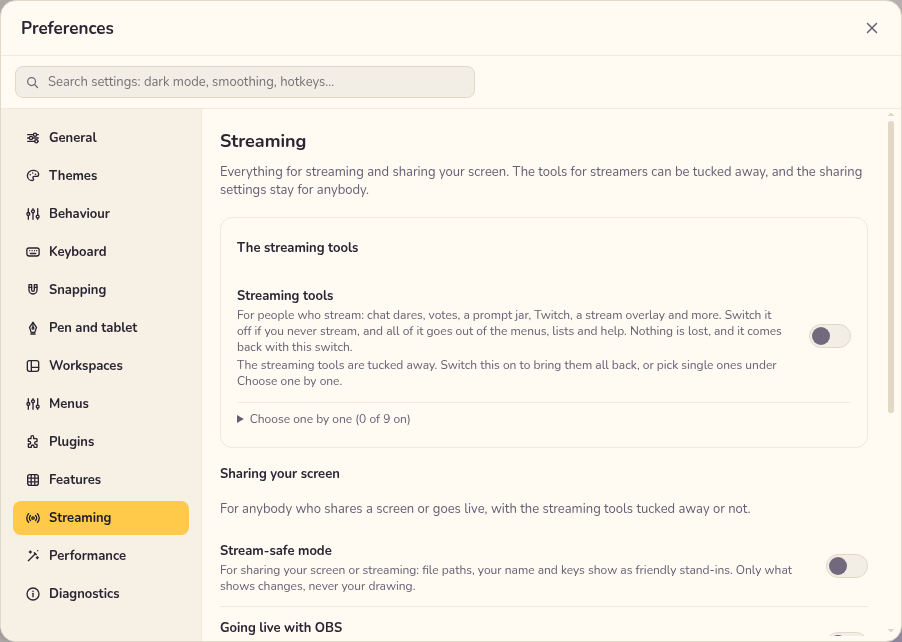 Preferences
Search settings: dark mode, smoothing, hotkeys...
General
Themes
Behaviour
Keyboard
Snapping
Pen and tablet
Workspaces
Menus
Plugins
Features
Streaming
Performance
Diagnostics
Streaming
Everything for streaming and sharing your screen. The tools for streamers can be tucked away, and the sharing
settings stay for anybody.
The streaming tools
Streaming tools
For people who stream: chat dares, votes, a prompt jar, Twitch, a stream overlay and more. Switch it
off if you never stream, and all of it goes out of the menus, lists and help. Nothing is lost, and it comes
back with this switch.
The streaming tools are tucked away. Switch this on to bring them all back, or pick single ones under
Choose one by one.
Choose one by one (0 of 9 on)
Sharing your screen
For anybody who shares a screen or goes live, with the streaming tools tucked away or not.
Stream-safe mode
For sharing your screen or streaming: file paths, your name and keys show as friendly stand-ins. Only what
shows changes, never your drawing.
Going live with OBS